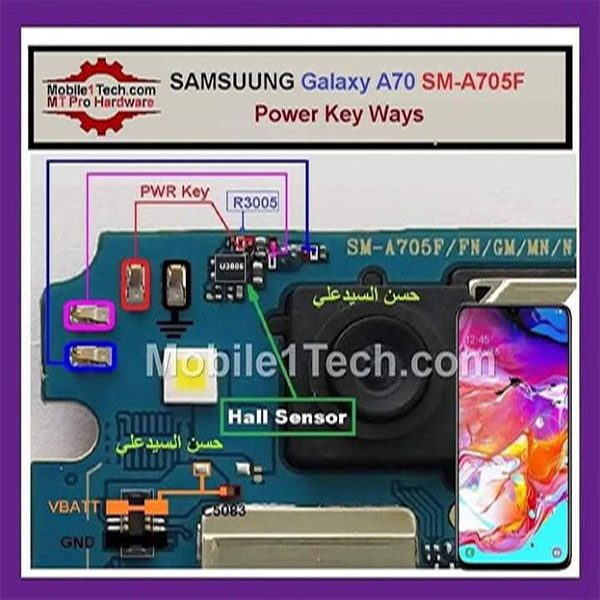 Mobile1Tech.com
MT Pro Hardware
SAMSUUNG Galaxy A70 SM-A705F
Power Key Ways
PWR Key
R3005
SM-A705F/FN/GM/MN/N
U3606
حسن السيدعلي
12:45
Mobile1Tech.com
Hall Sensor
حسن السيدعلي
VBATT
C5083
GND